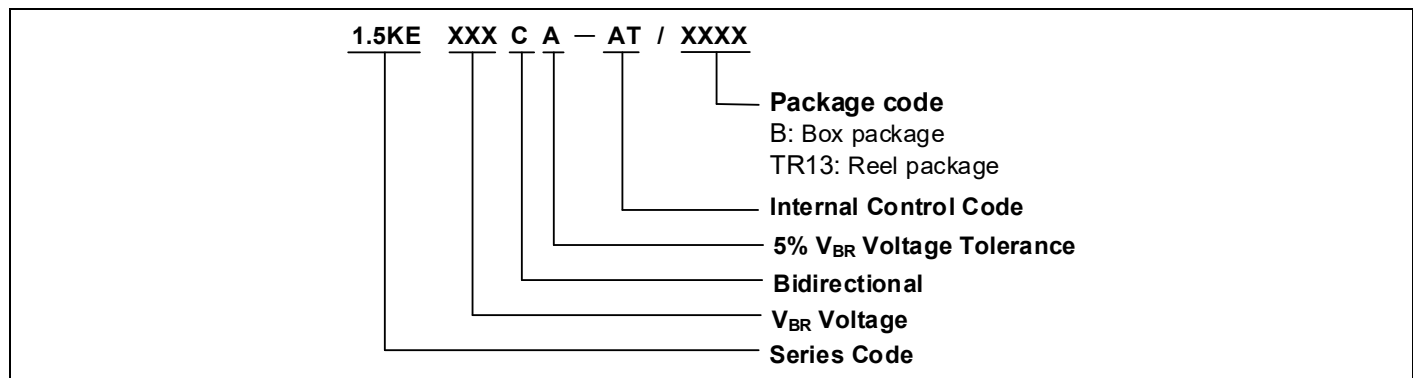 1.5KE XXX C A — AT / XXXX
Package code
B: Box package
TR13: Reel package
Internal Control Code
5% VBR Voltage Tolerance
Bidirectional
VBR Voltage
Series Code